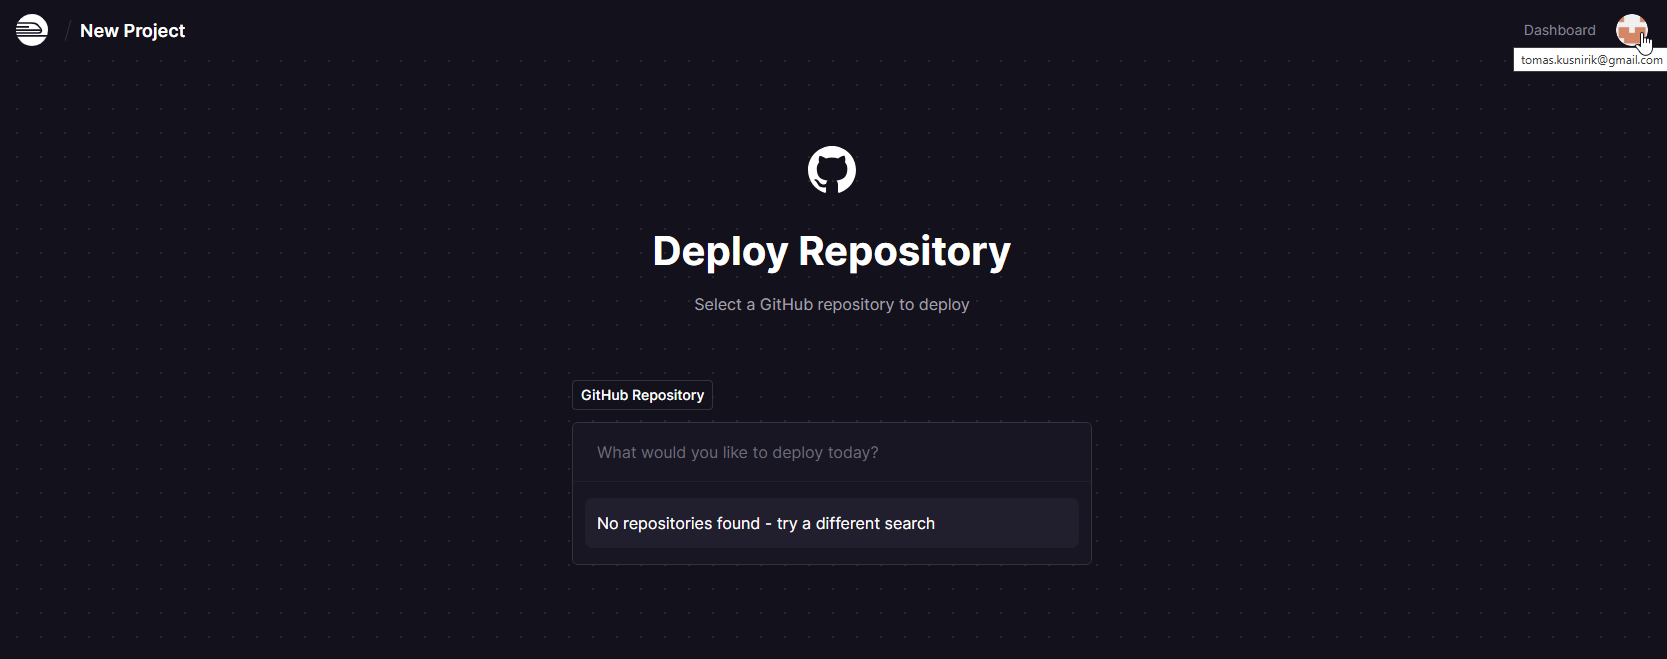 / New Project
Dashboard
tomas.kusnirik@gmail.com
Deploy Repository
Select a GitHub repository to deploy
GitHub Repository
What would you like to deploy today?
No repositories found - try a different search